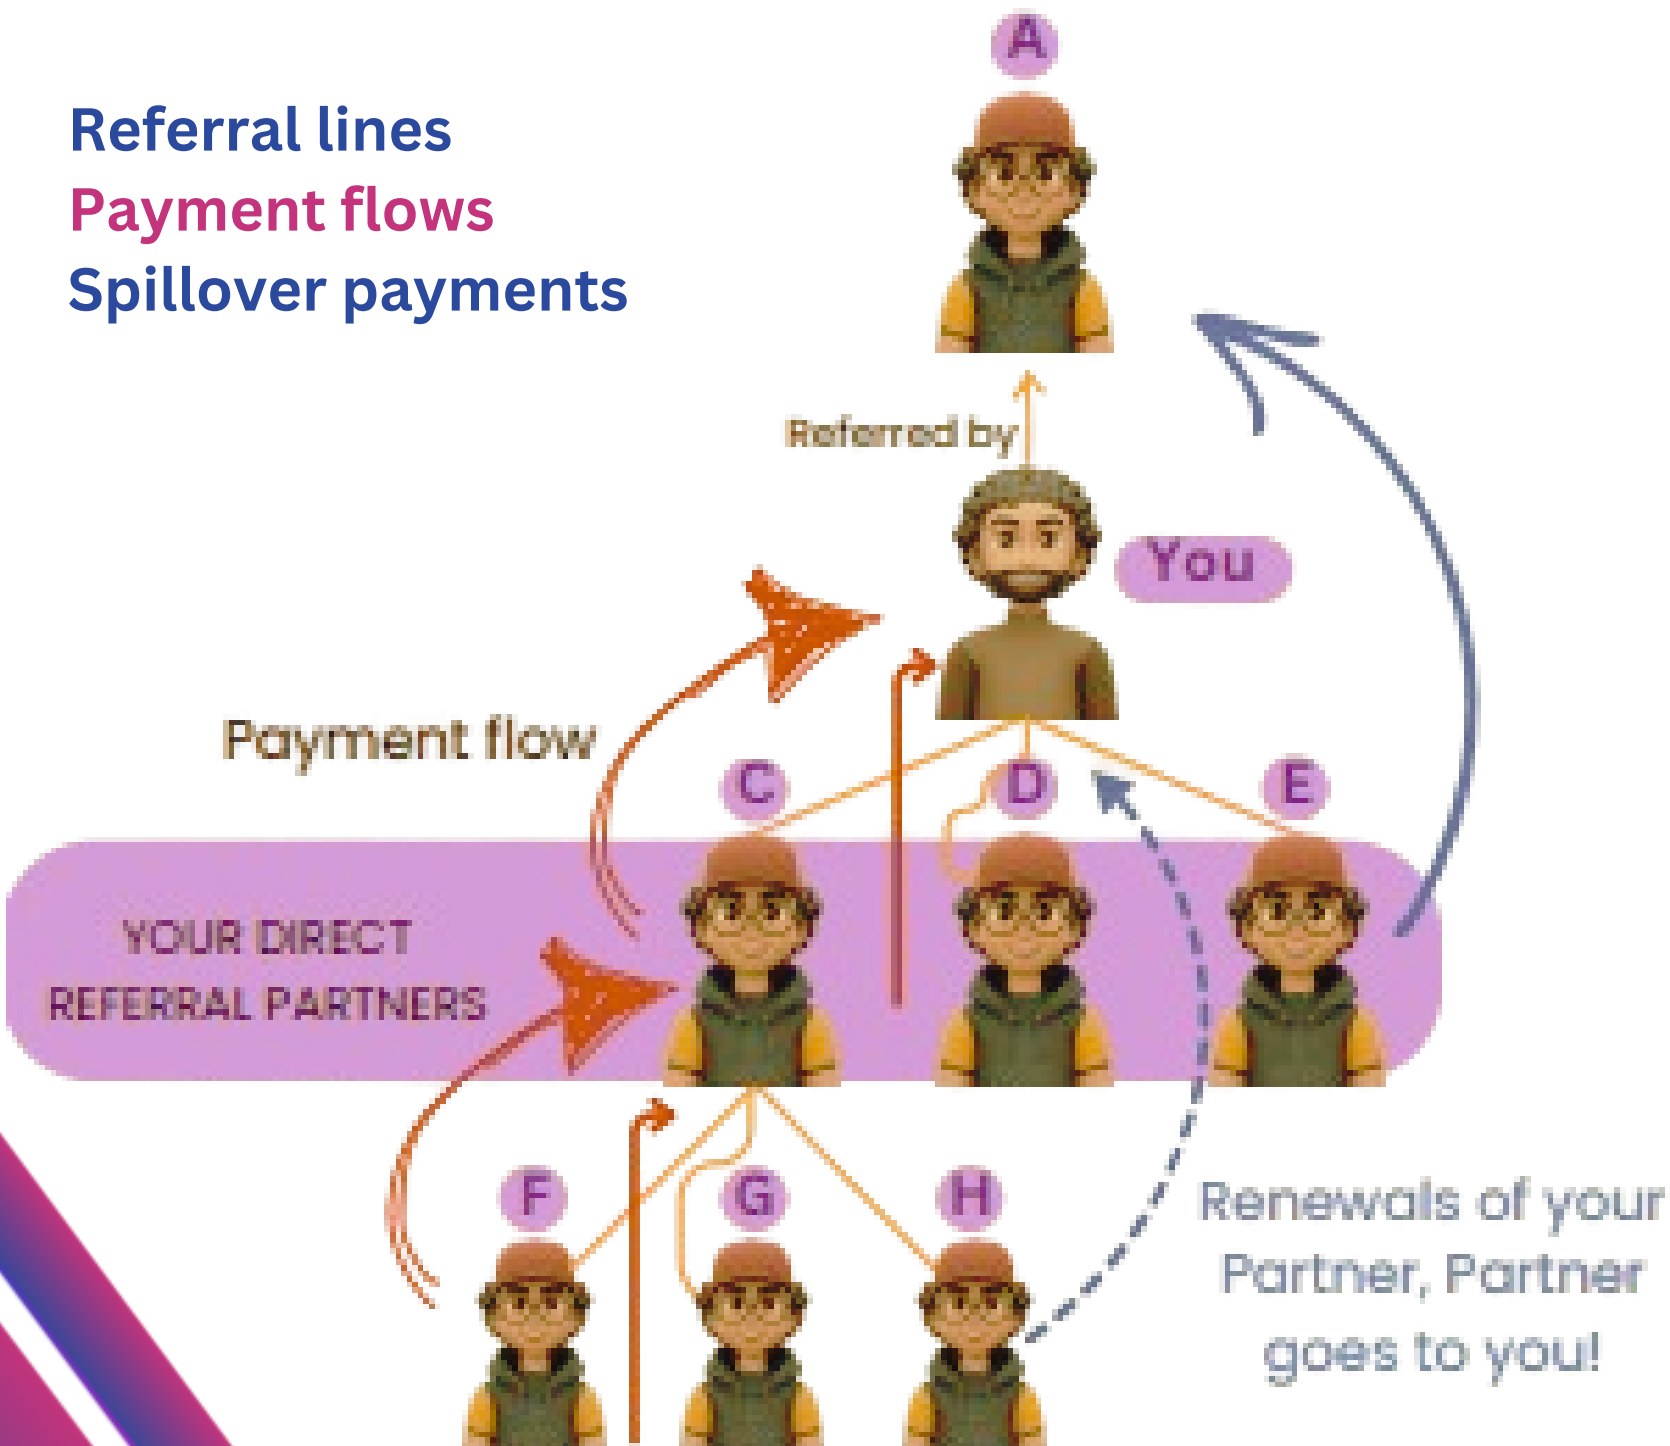 A
Referral lines
Payment flows
Spillover payments
Referred by
You
Payment flow
C
D
E
YOUR DIRECT
REFERRAL PARTNERS
F
G
H
Renewals of your
Partner, Partner
goes to you!